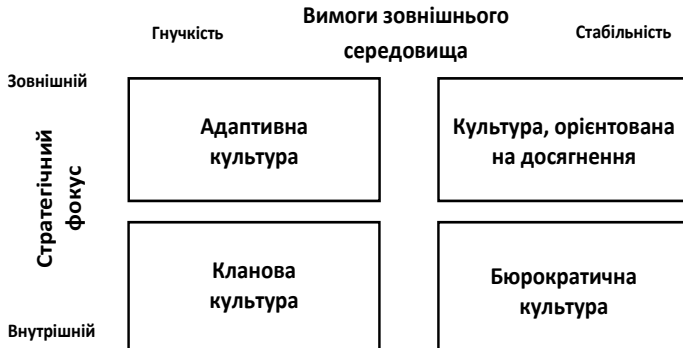 Вимоги зовнішнього
середовища
Гнучкість
Стабільність
Зовнішній
Стратегічний
фокус
Адаптивна
культура
Культура, орієнтована
на досягнення
Кланова
культура
Бюрократична
культура
Внутрішній